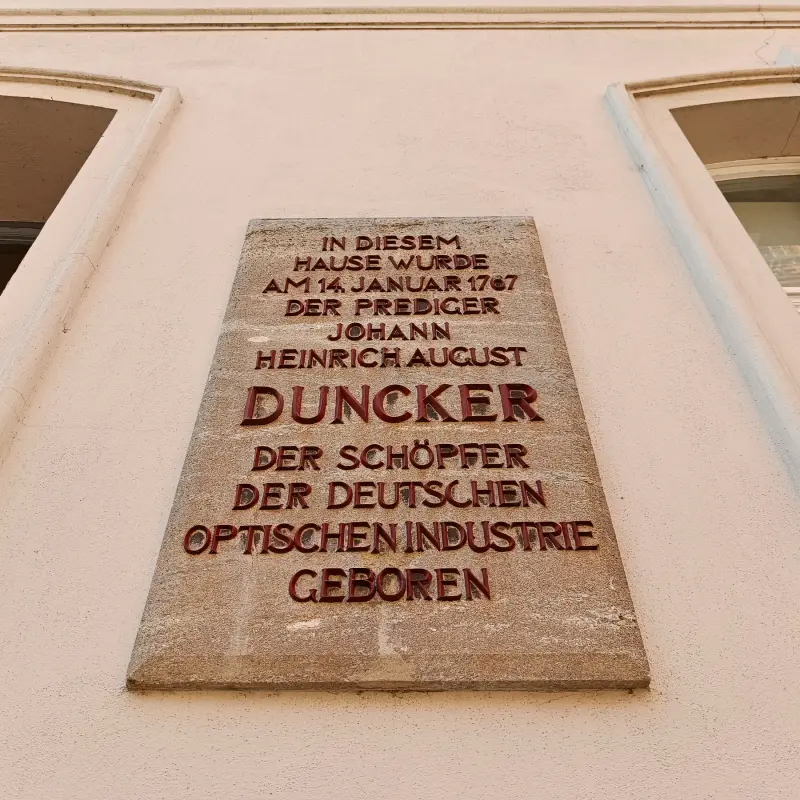 IN DIESEM
HAUSE WURDE
AM 14. JANUAR 1767
DER PREDIGER
JOHANN
HEINRICH AUGUST
DUNCKER
DER SCHÖPFER
DER DEUTSCHEN
OPTISCHEN INDUSTRIE
GEBOREN